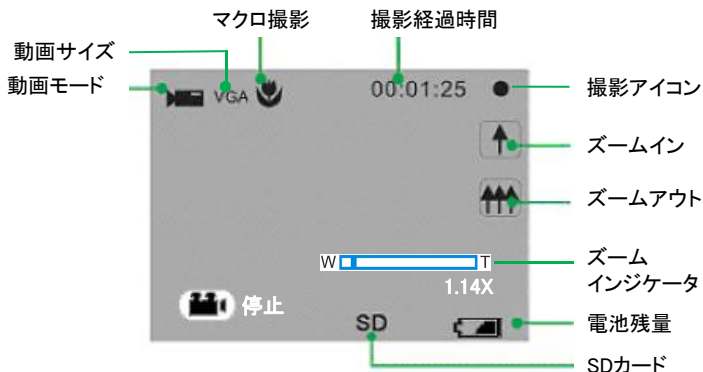 マクロ撮影
撮影経過時間
動画サイズ
動画モード
VGA
00:01:25
撮影アイコン
ズームイン
ズームアウト
W
T
ズーム
インジケータ
1.14X
停止
SD
電池残量
SDカード